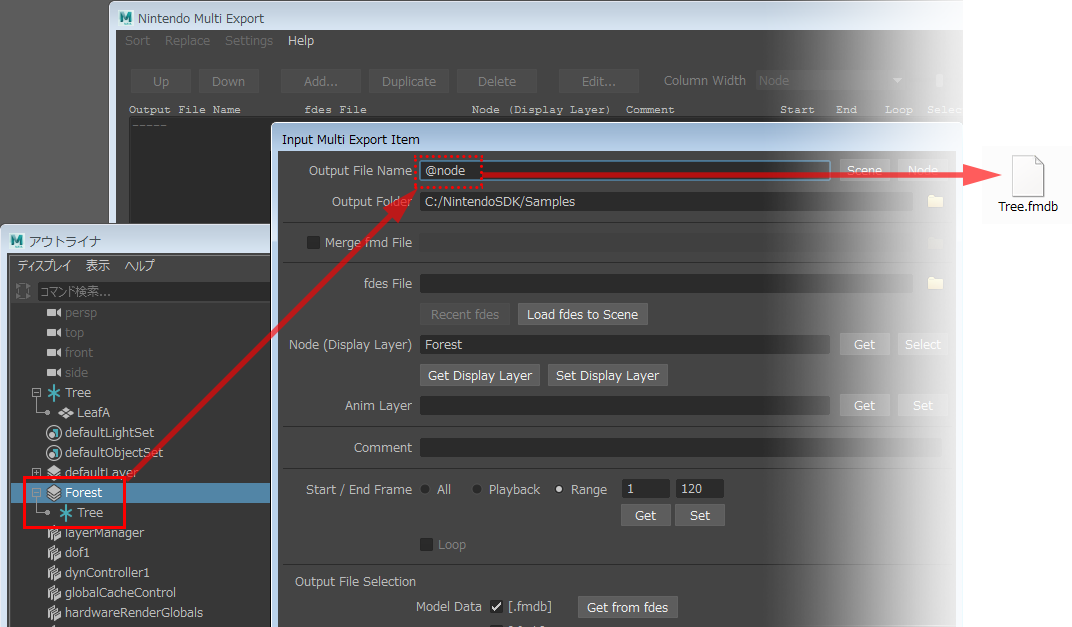 Nintendo Multi Export
Sort Replace Settings Help
Up Down Add... Duplicate Delete Edit... Column Width Node
Output File Name fdes File Node (Display Layer) Comment Start End Loop
-----
Input Multi Export Item
Output File Name @node Scene Node
Output Folder C:/NintendoSDK/Samples
Merge fmd File
fdes File
Recent fdes Load fdes to Scene
Node (Display Layer) Forest Get Select
Get Display Layer Set Display Layer
Anim Layer Get Set
Comment
Start / End Frame All Playback Range 1 120
Get Set
Loop
Output File Selection
Model Data [.fmdb] Get from fdes
アウトライナ
ディスプレイ 表示 ヘルプ
コマンド検索...
persp
top
front
side
Tree
LeafA
defaultLightSet
defaultObjectSet
defaultLayer
Forest
Tree
layerManager
dof1
dynController1
globalCacheControl
hardwareRenderGlobals
Tree.fmdb